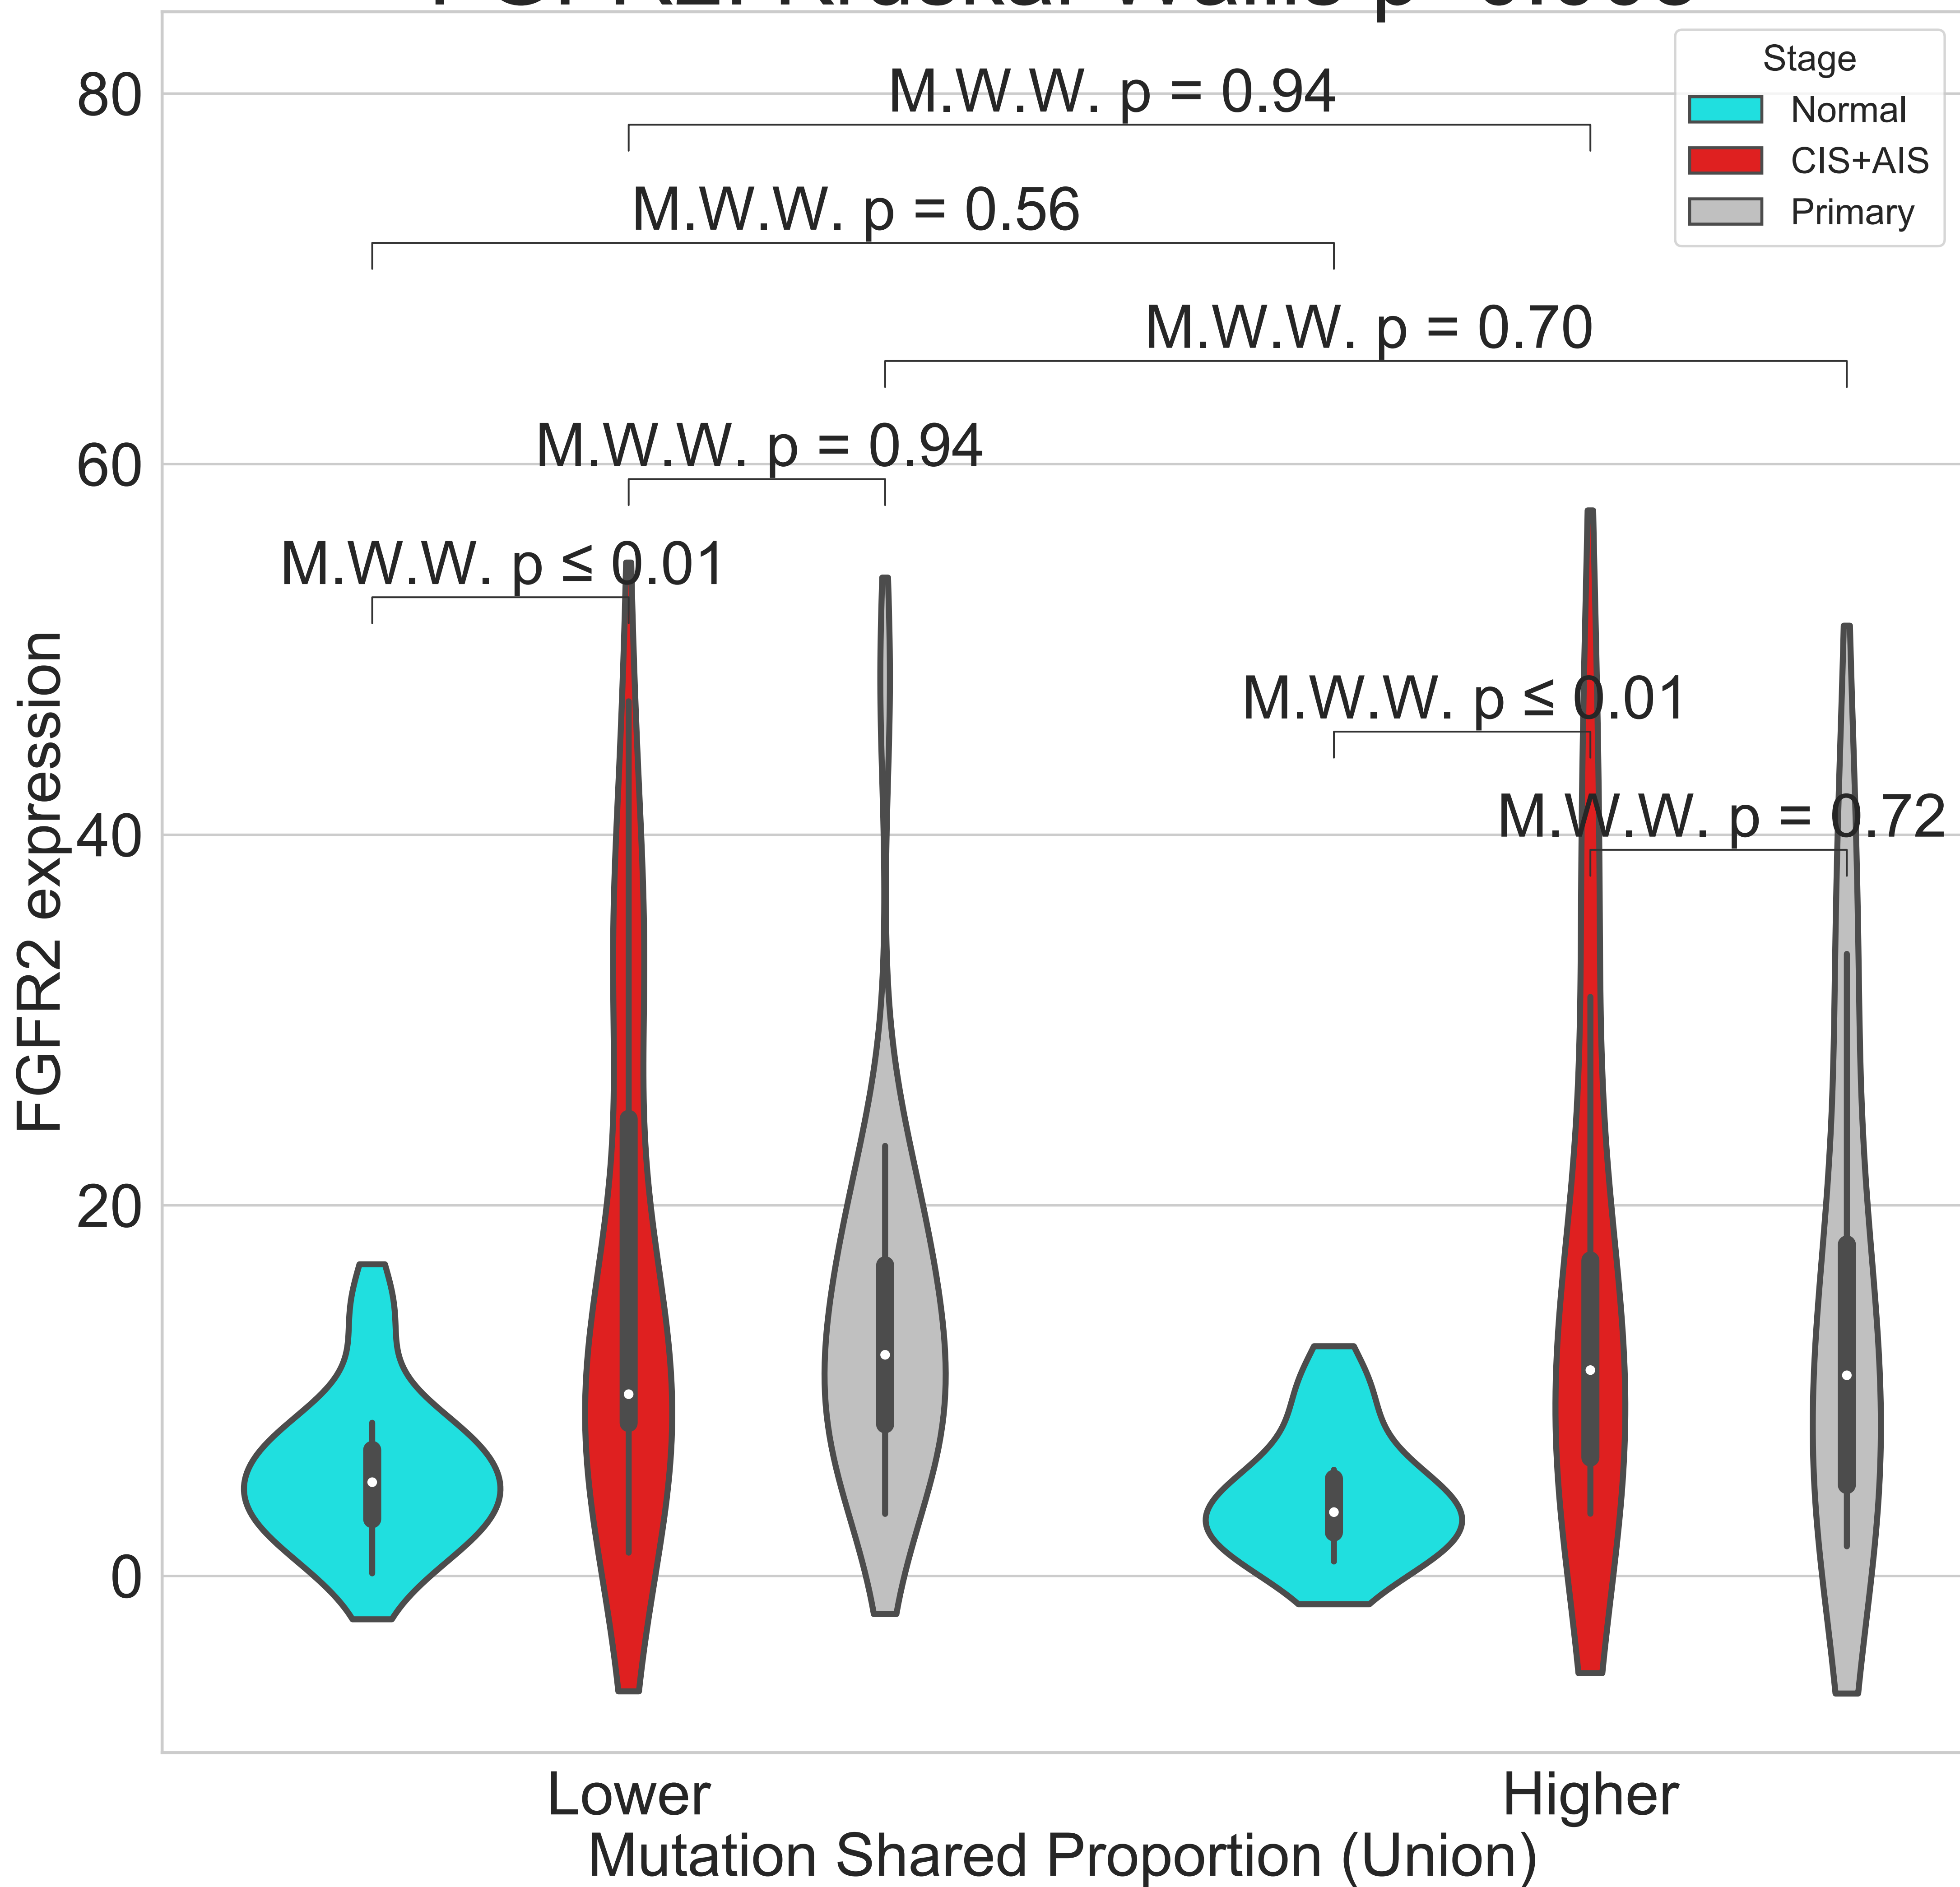 80
60
40
20
0
FGFR2 expression
M.W.W. p = 0.94
M.W.W. p = 0.56
M.W.W. p = 0.70
M.W.W. p = 0.94
M.W.W. p ≤ 0.01
M.W.W. p ≤ 0.01
M.W.W. p = 0.72
Stage
Normal
CIS+AIS
Primary
Lower
Higher
Mutation Shared Proportion (Union)